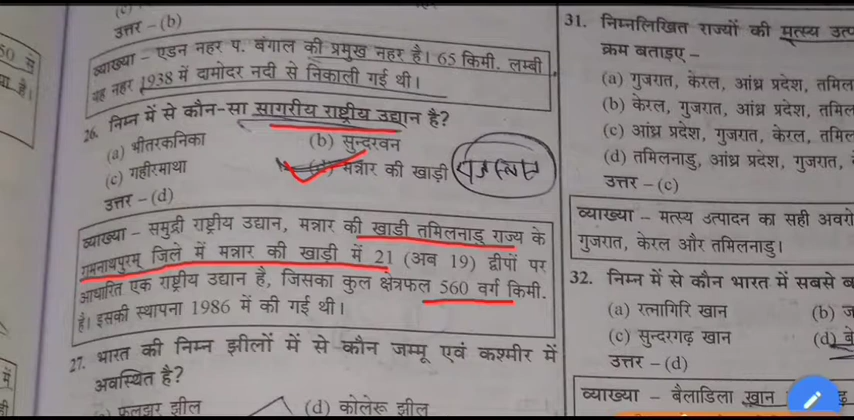 उत्तर – (b)
व्याख्या – एडन नहर प. बंगाल की प्रमुख नहर है। 65 किमी. लम्बी
यह नहर 1938 में दामोदर नदी से निकाली गई थी।
26. निम्न में से कौन-सा सागरीय राष्ट्रीय उद्यान है?
(a) भीतरकनिका (b) सुन्दरवन
(c) गहीरमाथा (d) मन्नार की खाड़ी
उत्तर – (d)
व्याख्या – समुद्री राष्ट्रीय उद्यान, मन्नार की खाडी तमिलनाडु राज्य के
रामनाथपुरम् जिले में मन्नार की खाड़ी में 21 (अब 19) द्वीपों पर
आधारित एक राष्ट्रीय उद्यान है, जिसका कुल क्षेत्रफल 560 वर्ग किमी.
है। इसकी स्थापना 1986 में की गई थी।
27. भारत की निम्न झीलों में से कौन जम्मू एवं कश्मीर में
अवस्थित है?
फुलझर झील (d) कोलेरू झील
31. निम्नलिखित राज्यों की मत्स्य
क्रम बताइए –
(a) गुजरात, केरल, आंध्र प्रदेश,
(b) केरल, गुजरात, आंध्र प्रदेश,
(c) आंध्र प्रदेश, गुजरात, केरल,
(d) तमिलनाडु, आंध्र प्रदेश, गुजरात,
उत्तर – (c)
व्याख्या – मत्स्य उत्पादन का सही
गुजरात, केरल और तमिलनाडु।
32. निम्न में से कौन भारत में सबसे
(a) रत्नागिरि खान (b)
(c) सुन्दरगढ़ खान (d)
उत्तर – (d)
व्याख्या – बैलाडिला खान